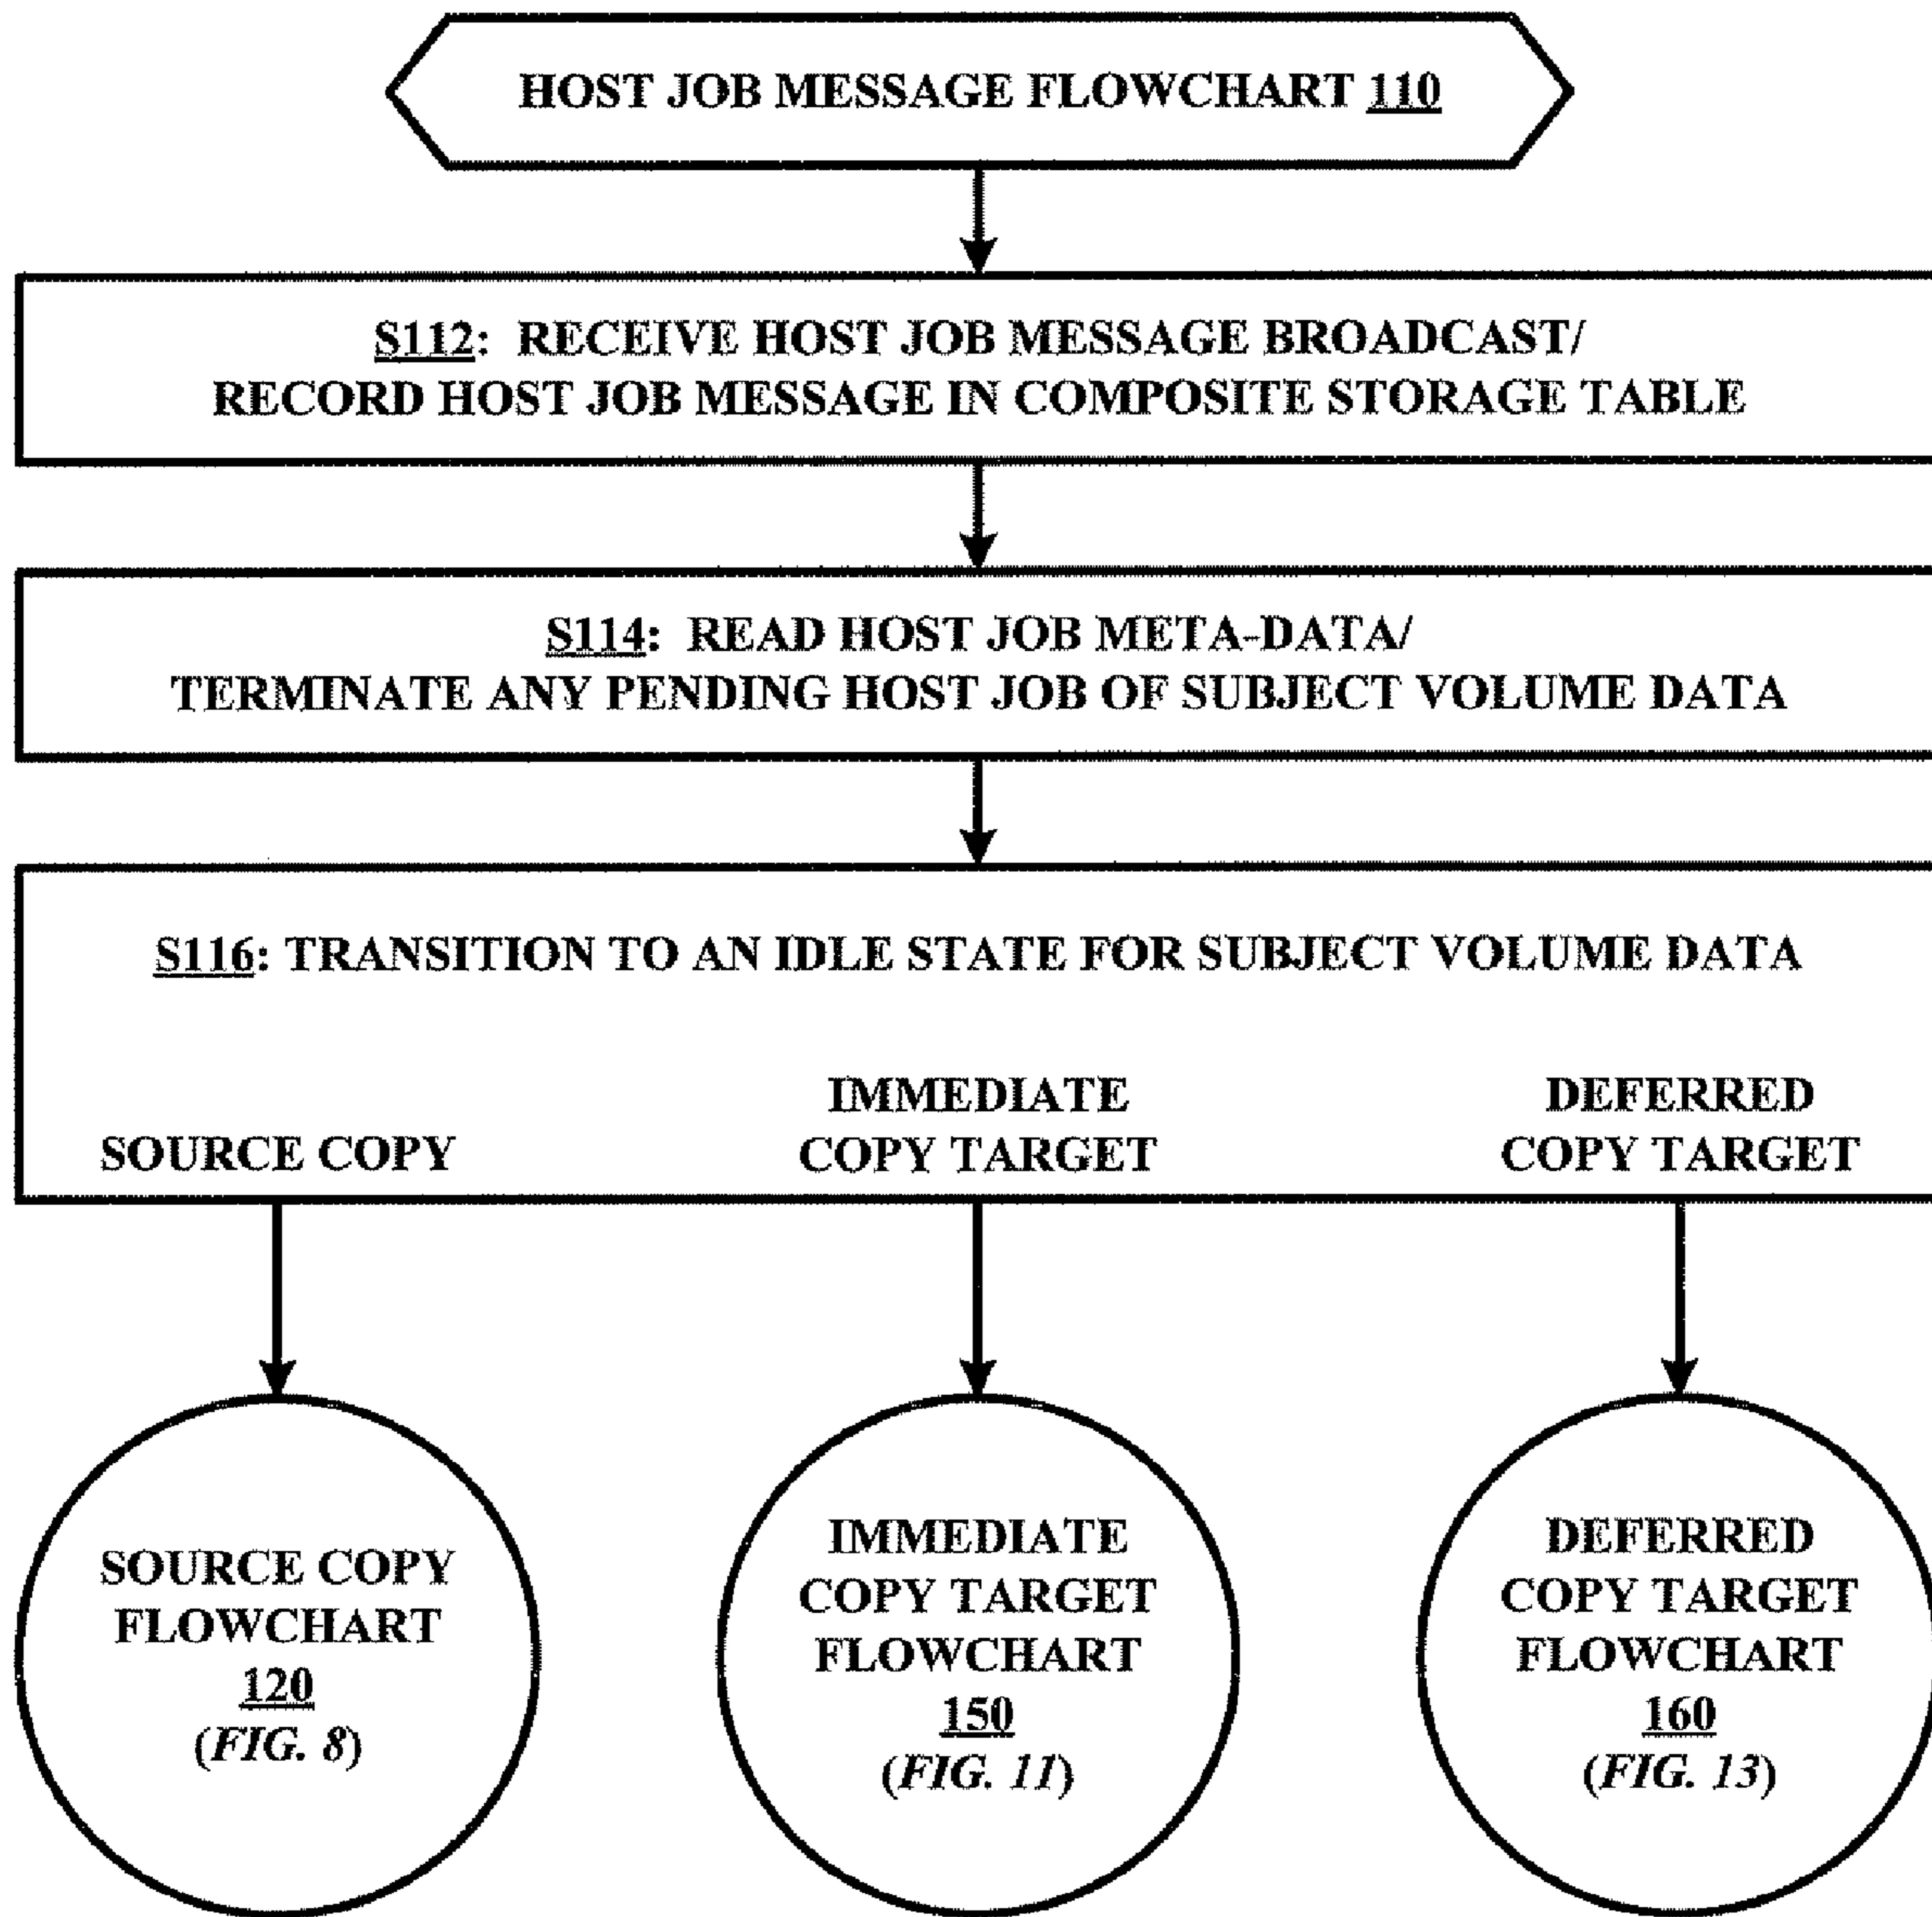 HOST JOB MESSAGE FLOWCHART 110
S112: RECEIVE HOST JOB MESSAGE BROADCAST/
RECORD HOST JOB MESSAGE IN COMPOSITE STORAGE TABLE
S114: READ HOST JOB META-DATA/
TERMINATE ANY PENDING HOST JOB OF SUBJECT VOLUME DATA
S116: TRANSITION TO AN IDLE STATE FOR SUBJECT VOLUME DATA
SOURCE COPY
IMMEDIATE
COPY TARGET
DEFERRED
COPY TARGET
SOURCE COPY
FLOWCHART
120
(FIG. 8)
IMMEDIATE
COPY TARGET
FLOWCHART
150
(FIG. 11)
DEFERRED
COPY TARGET
FLOWCHART
160
(FIG. 13)